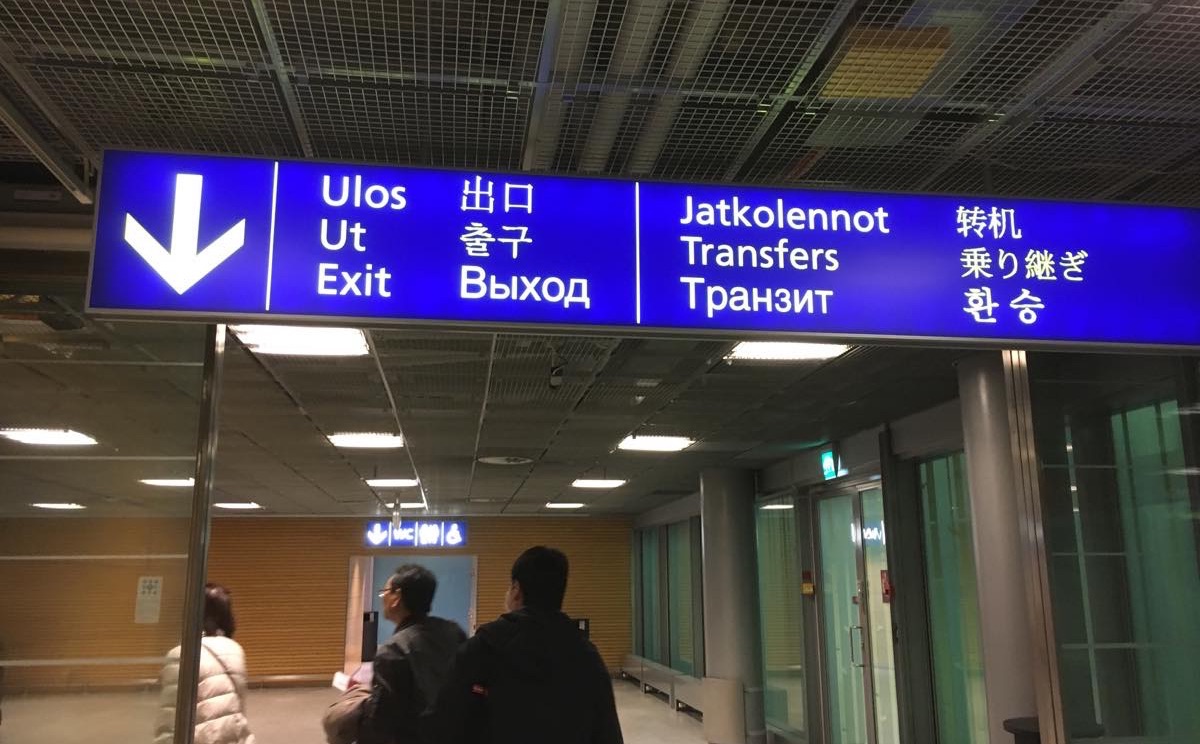 Ulos
Ut
Exit
出口
출구
Выход
Jatkolennot
Transfers
Транзит
转机
乗り継ぎ
환 승
WC